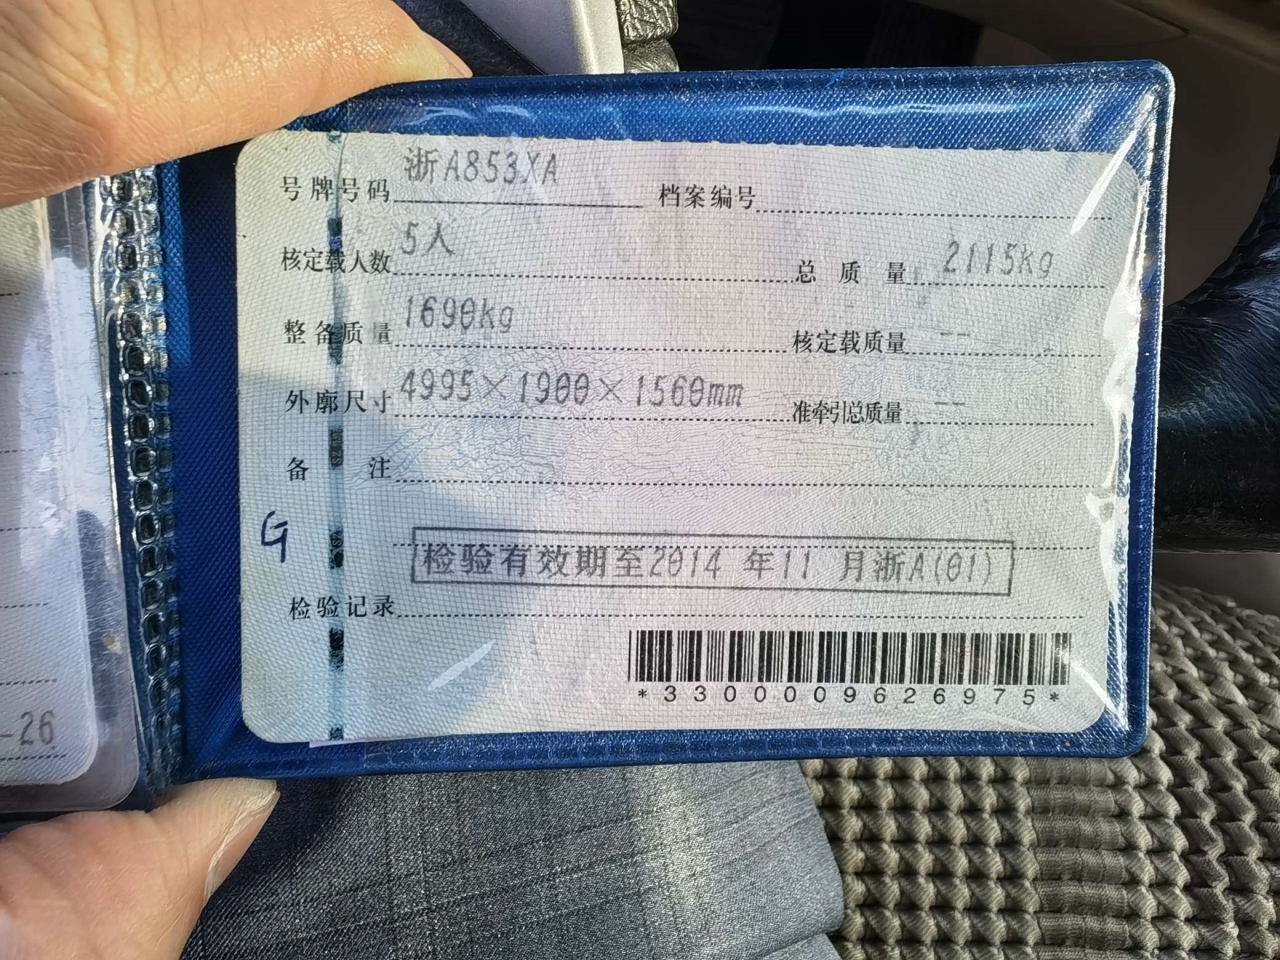 号牌号码 浙A853XA 档案编号
核定载人数 5人 总质量 2115kg
整备质量 1690kg 核定载质量 --
外廓尺寸 4995×1900×1560mm 准牵引总质量 --
备注
G
检验有效期至2014 年11 月浙A(01)
检验记录
*3300009626975*
-26